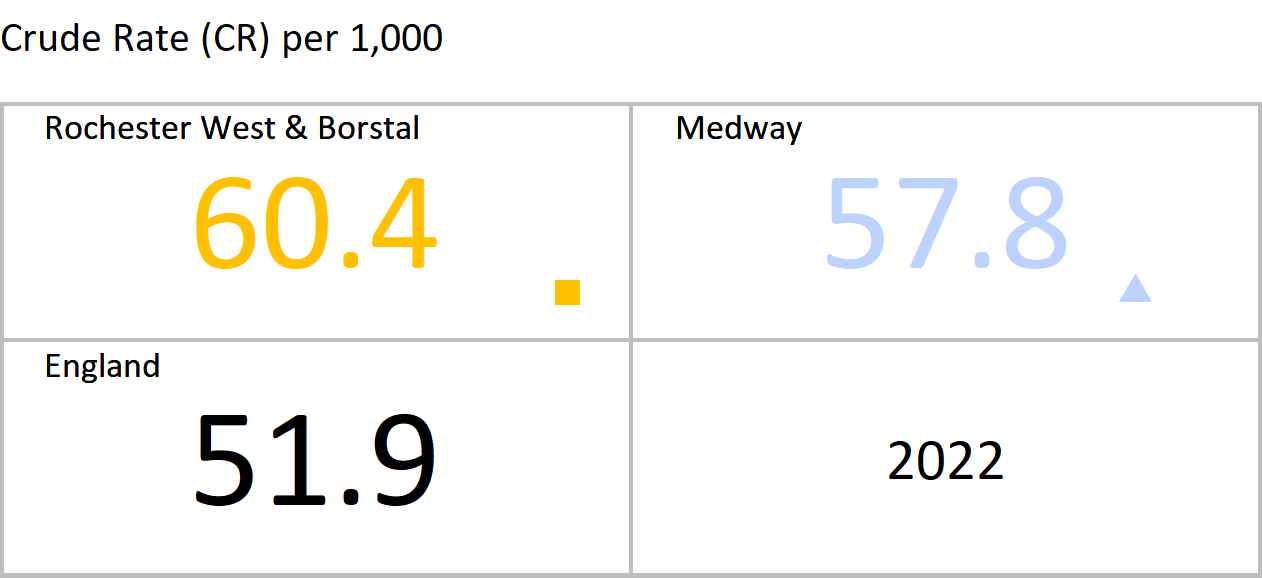 Crude Rate (CR) per 1,000
Rochester West & Borstal
60.4
Medway
57.8
England
51.9
2022